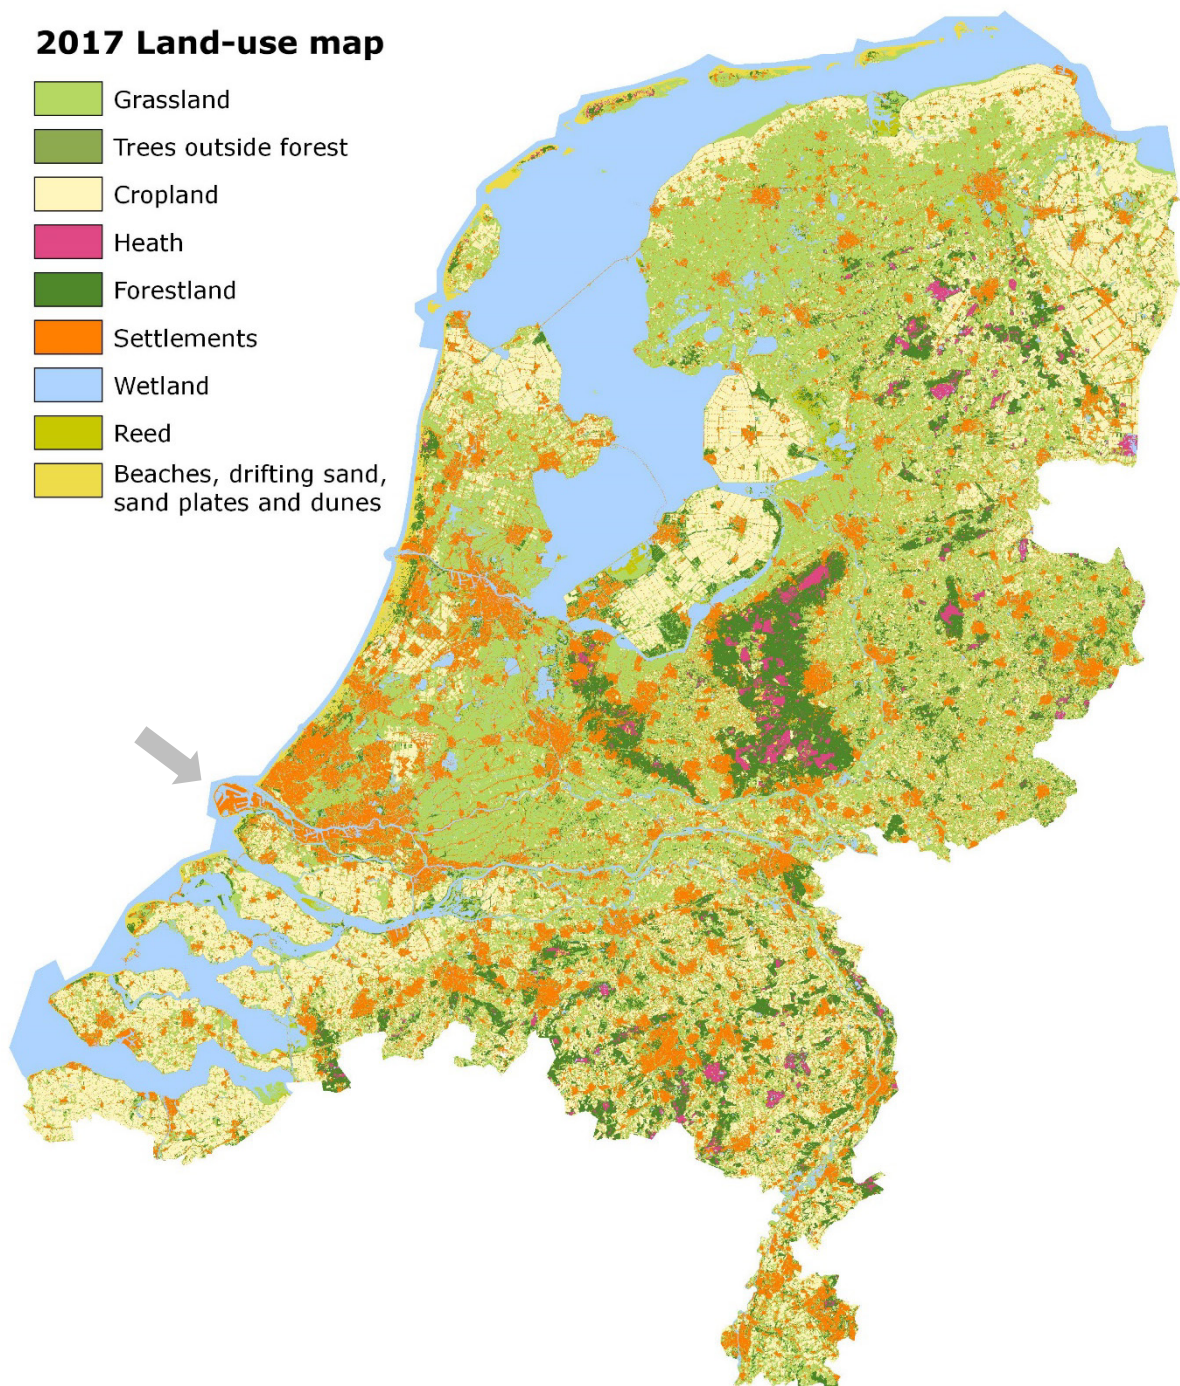 2017 Land-use map
Grassland
Trees outside forest
Cropland
Heath
Forestland
Settlements
Wetland
Reed
Beaches, drifting sand,
sand plates and dunes